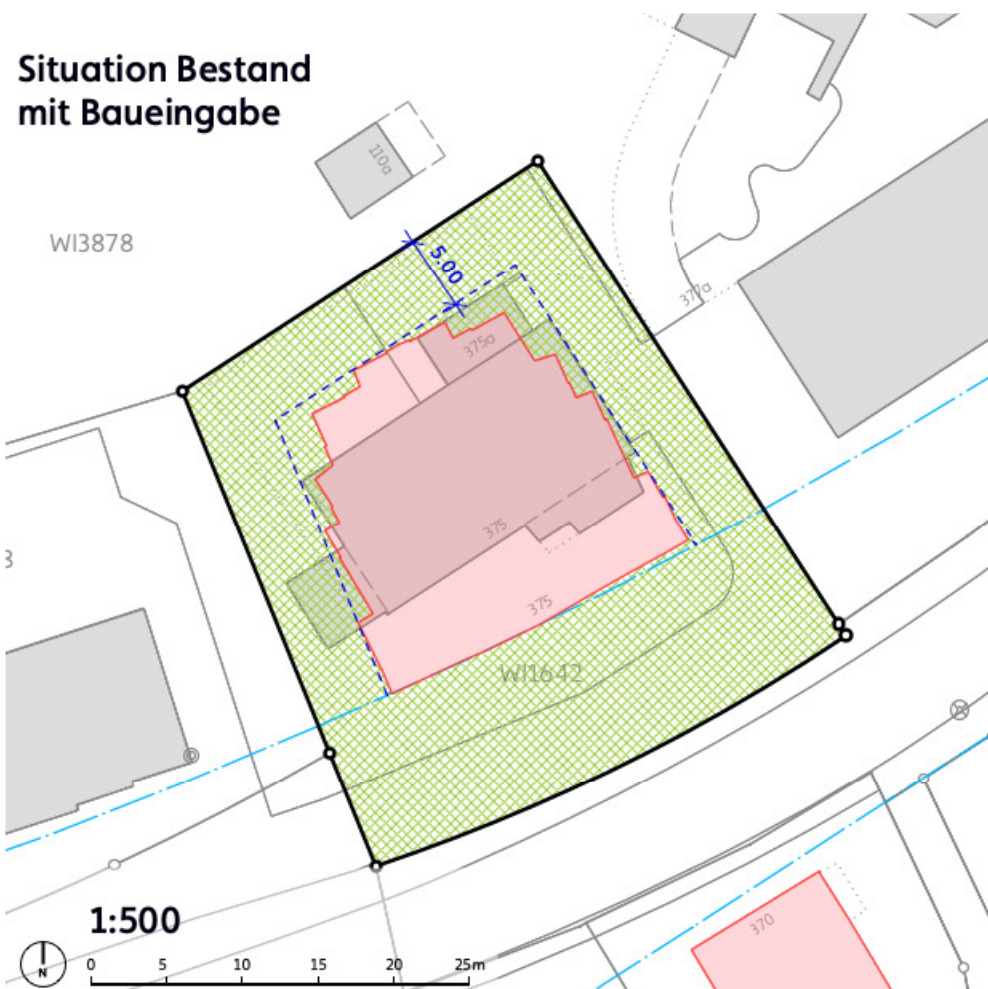 Situation Bestand
mit Baueingabe
110a
WI3878
5.00
377a
375a
375
3
375
WI1642
1:500
370
N
0 5 10 15 20 25m